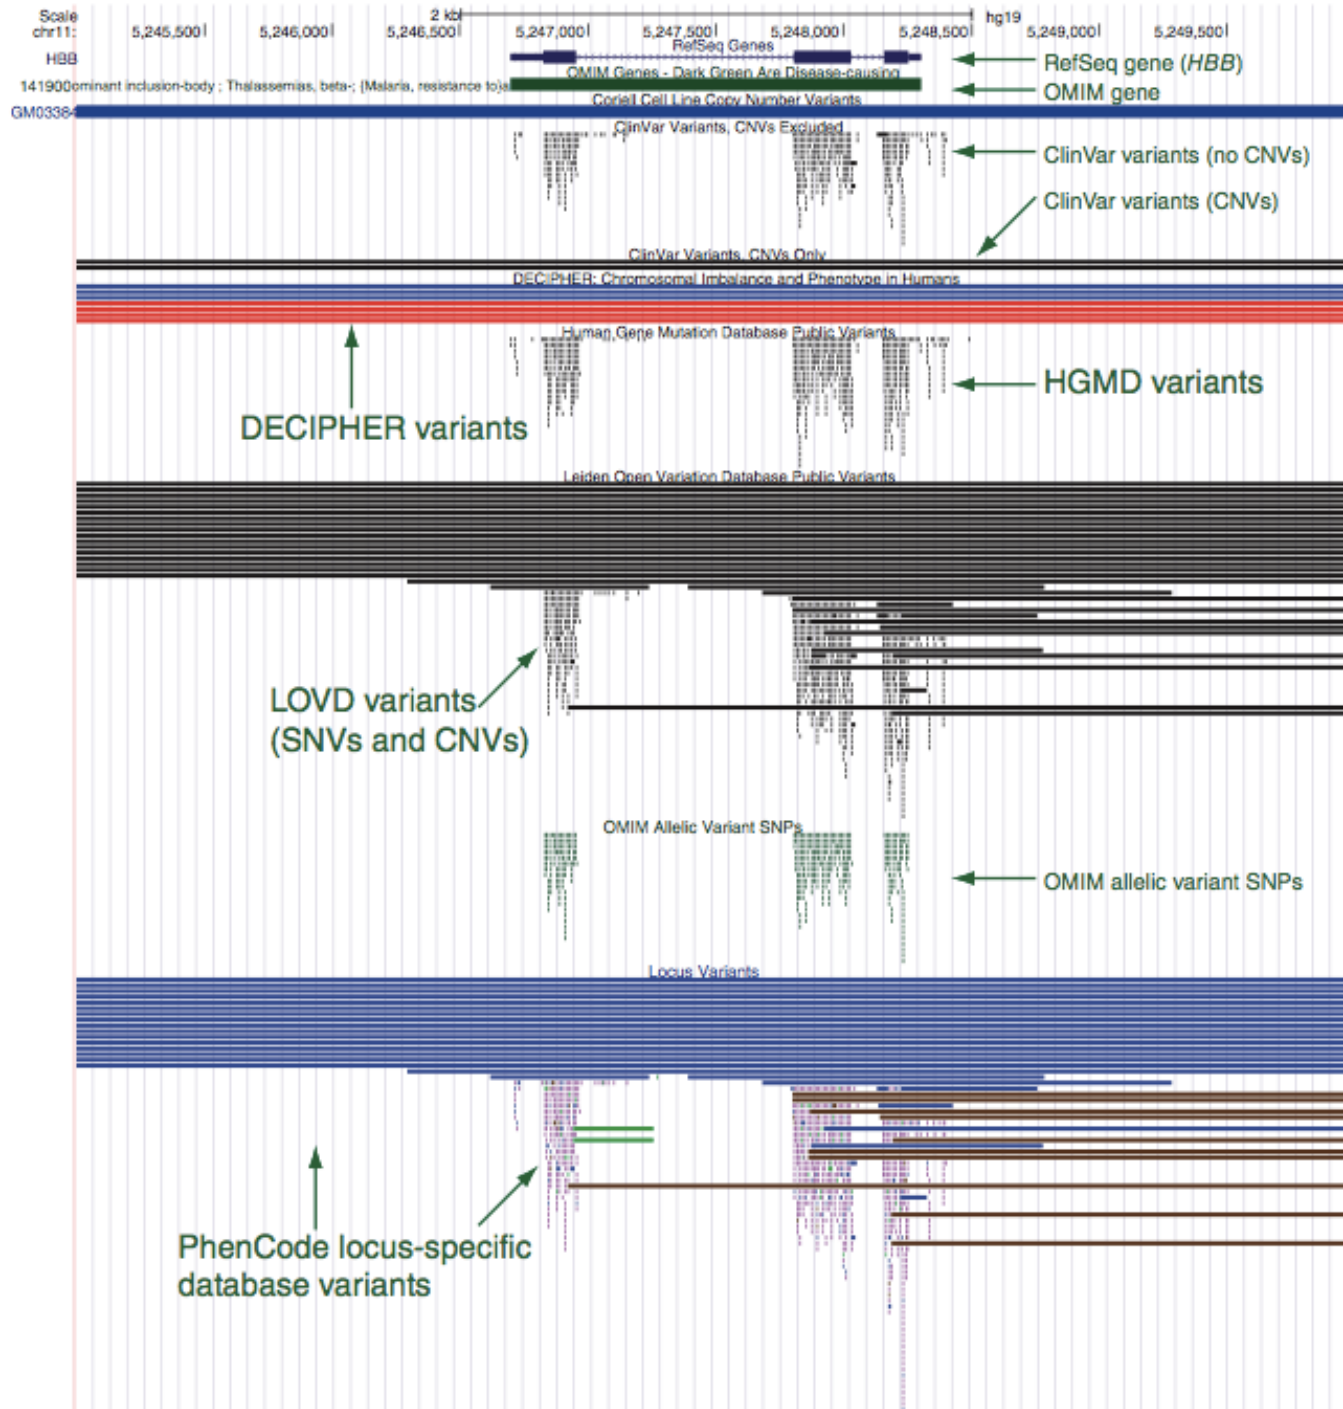 Scale 2 kb hg19
chr11: 5,245,500 5,246,000 5,246,500 5,247,000 5,247,500 5,248,000 5,248,500 5,249,000 5,249,500
RefSeq Genes
HBB
RefSeq gene (HBB)
OMIM Genes - Dark Green Are Disease-causing
141900ominant inclusion-body ; Thalassemias, beta-; {Malaria, resistance to}a
OMIM gene
Coriell Cell Line Copy Number Variants
GM03384
ClinVar Variants, CNVs Excluded
ClinVar variants (no CNVs)
ClinVar variants (CNVs)
ClinVar Variants, CNVs Only
DECIPHER: Chromosomal Imbalance and Phenotype in Humans
Human Gene Mutation Database Public Variants
HGMD variants
DECIPHER variants
Leiden Open Variation Database Public Variants
LOVD variants
(SNVs and CNVs)
OMIM Allelic Variant SNPs
OMIM allelic variant SNPs
Locus Variants
PhenCode locus-specific
database variants